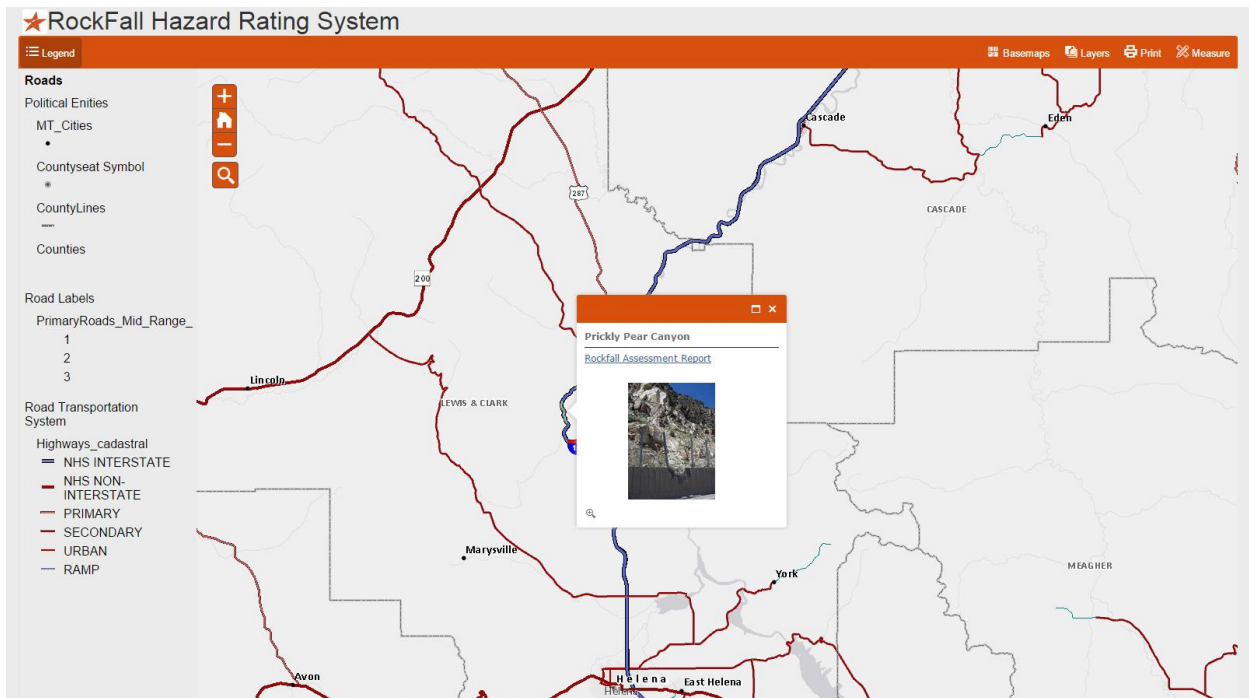 RockFall Hazard Rating System
Legend
Basemaps Layers Print Measure
Roads
Political Enities
MT_Cities
Countyseat Symbol
CountyLines
Counties
Road Labels
PrimaryRoads_Mid_Range_
1
2
3
Road Transportation
System
Highways_cadastral
NHS INTERSTATE
NHS NON-
INTERSTATE
PRIMARY
SECONDARY
URBAN
RAMP
Cascade
Eden
287
CASCADE
200
Prickly Pear Canyon
Rockfall Assessment Report
Lincoln
LEWIS & CLARK
Marysville
York
MEAGHER
Avon
Helena
Helena
East Helena